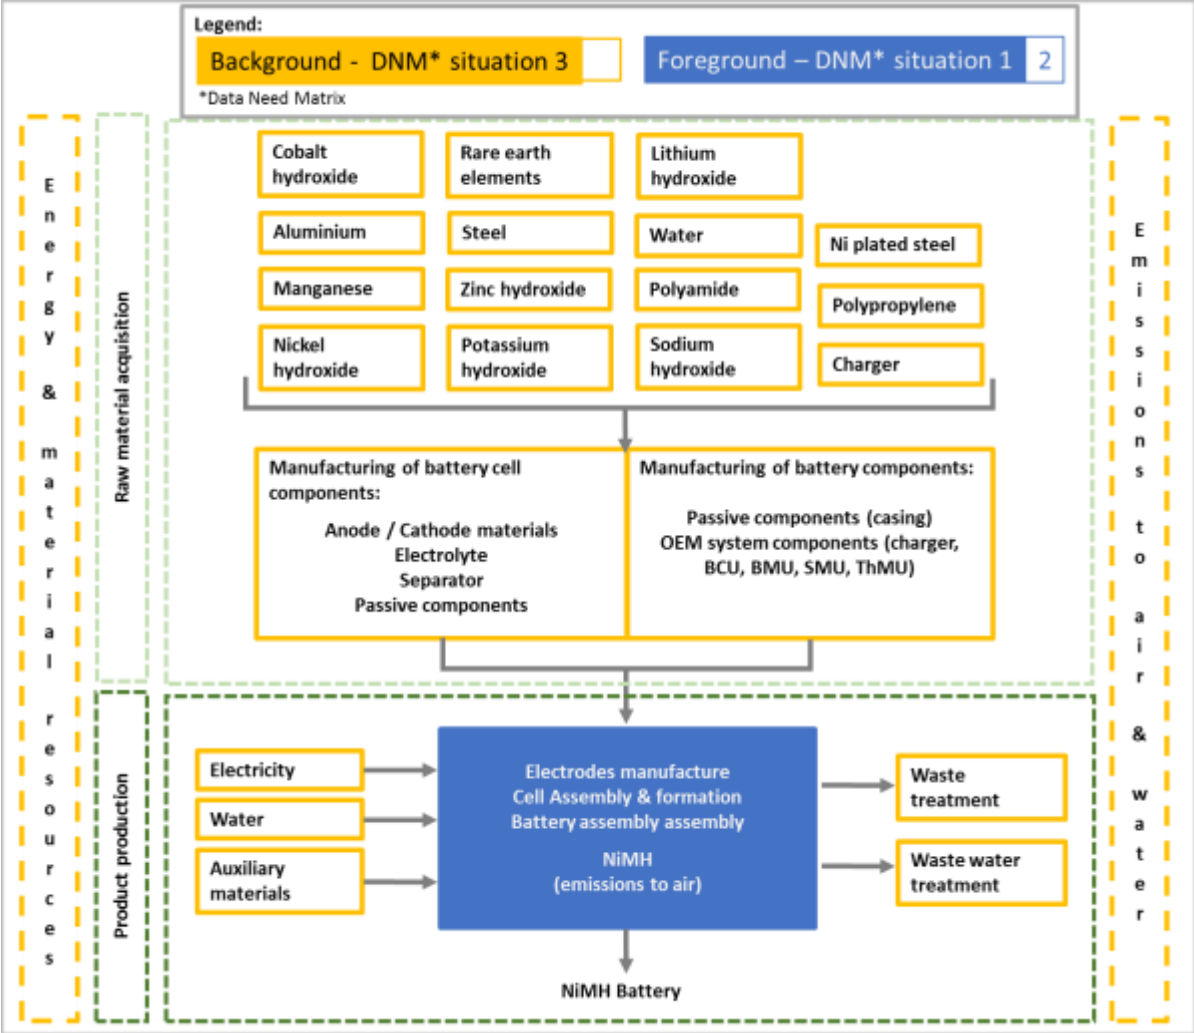 Legend:
Background - DNM* situation 3
Foreground – DNM* situation 1
2
*Data Need Matrix
Energy & material resources
Raw material acquisition
Cobalt
hydroxide
Rare earth
elements
Lithium
hydroxide
Aluminium
Steel
Water
Ni plated steel
Manganese
Zinc hydroxide
Polyamide
Polypropylene
Nickel
hydroxide
Potassium
hydroxide
Sodium
hydroxide
Charger
Manufacturing of battery cell
components:
Anode / Cathode materials
Electrolyte
Separator
Passive components
Manufacturing of battery components:
Passive components (casing)
OEM system components (charger,
BCU, BMU, SMU, ThMU)
Product production
Electricity
Water
Auxiliary
materials
Electrodes manufacture
Cell Assembly & formation
Battery assembly assembly
NiMH
(emissions to air)
Waste
treatment
Waste water
treatment
NiMH Battery
Emissions to air & water